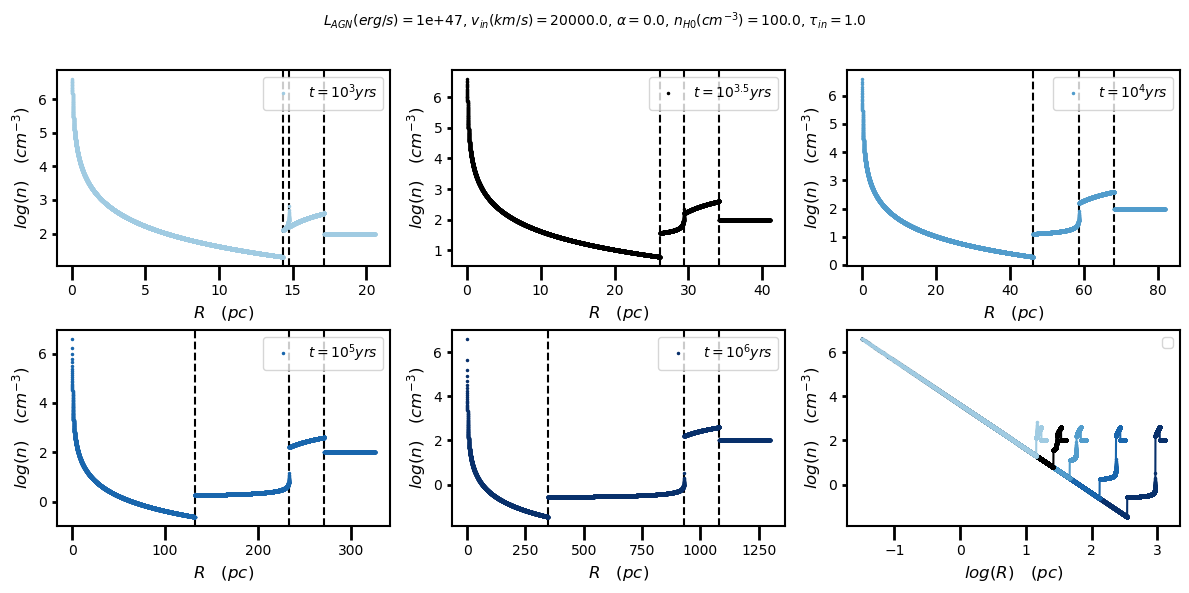 L_AGN(erg/s) = 1e+47, v_in(km/s) = 20000.0, α = 0.0, n_H0(cm^−3) = 100.0, τ_in = 1.0
log(n) (cm^−3)
6
5
4
3
2
t = 10^3 yrs
0 5 10 15 20
R (pc)
log(n) (cm^−3)
6
5
4
3
2
1
t = 10^3.5 yrs
0 10 20 30 40
R (pc)
log(n) (cm^−3)
6
5
4
3
2
1
0
t = 10^4 yrs
0 20 40 60 80
R (pc)
log(n) (cm^−3)
6
4
2
0
t = 10^5 yrs
0 100 200 300
R (pc)
log(n) (cm^−3)
6
4
2
0
t = 10^6 yrs
0 250 500 750 1000 1250
R (pc)
log(n) (cm^−3)
6
4
2
0
−1 0 1 2 3
log(R) (pc)